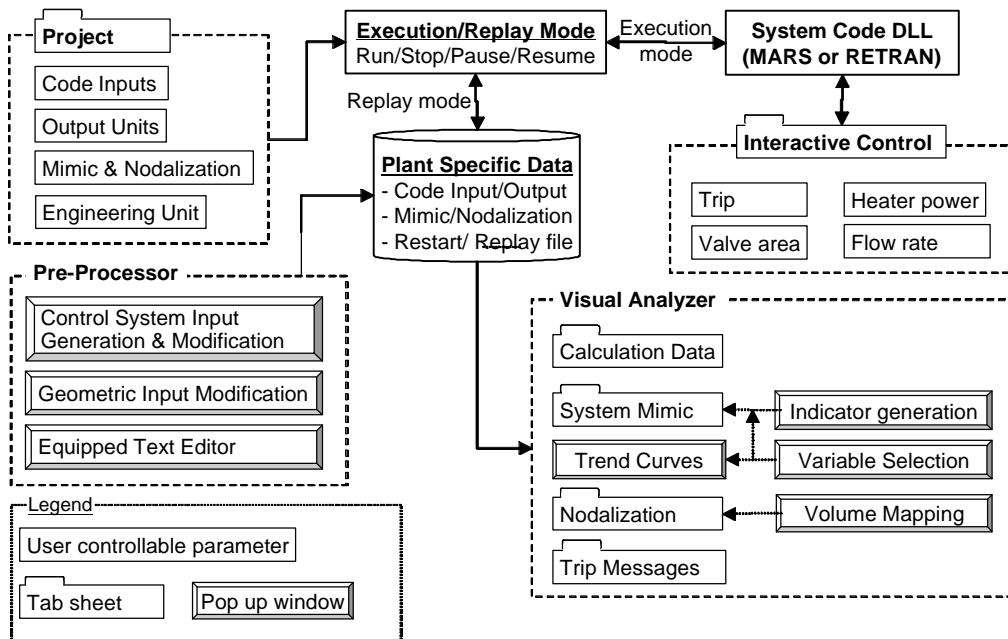 Project
Code Inputs
Output Units
Mimic & Nodalization
Engineering Unit
Execution/Replay Mode
Run/Stop/Pause/Resume
Execution
mode
System Code DLL
(MARS or RETRAN)
Replay mode
Plant Specific Data
- Code Input/Output
- Mimic/Nodalization
- Restart/ Replay file
Interactive Control
Trip
Heater power
Valve area
Flow rate
Pre-Processor
Control System Input
Generation & Modification
Geometric Input Modification
Equipped Text Editor
Visual Analyzer
Calculation Data
System Mimic
Indicator generation
Trend Curves
Variable Selection
Nodalization
Volume Mapping
Trip Messages
Legend
User controllable parameter
Tab sheet
Pop up window